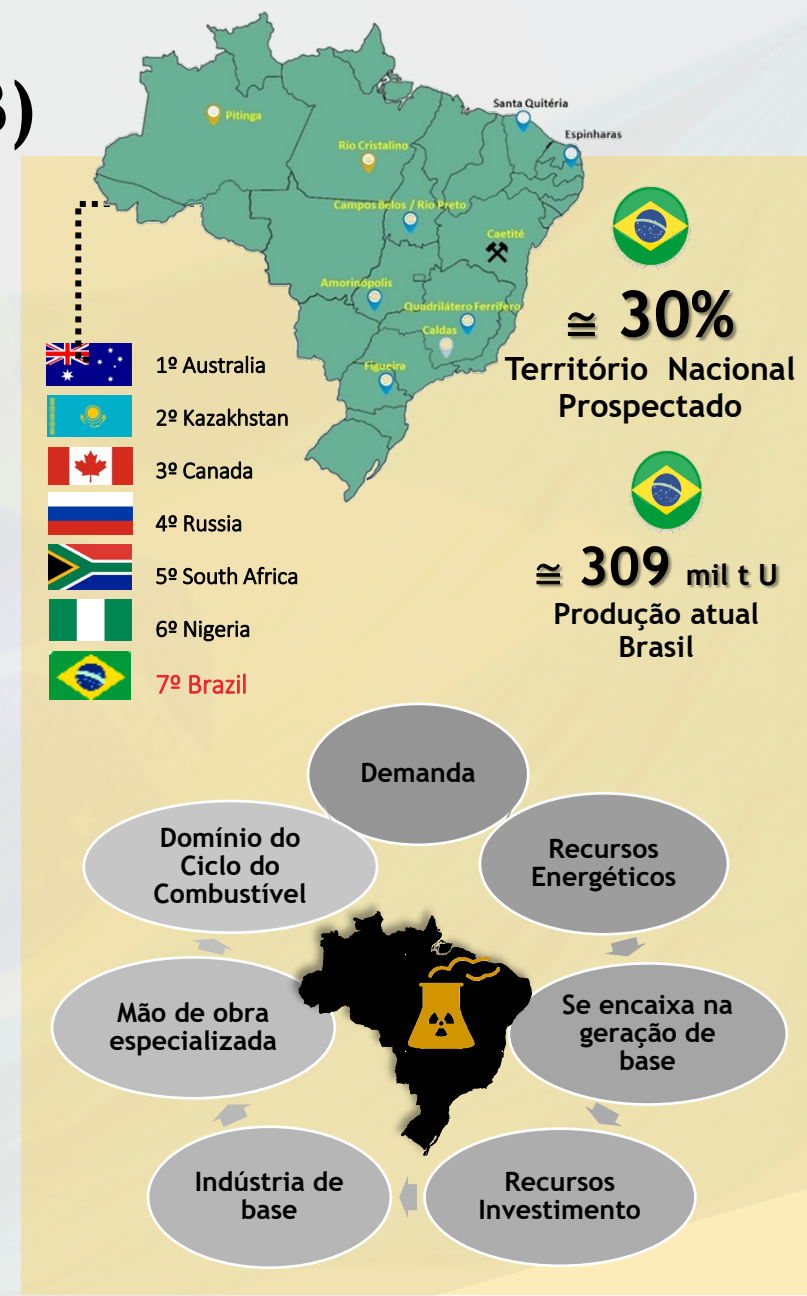 3)
Santa Quitéria
Pitinga
Espinharas
Rio Cristalino
Campos Belos / Rio Preto
Caetité
Amorinópolis
Quadrilátero Ferrífero
Caldas
Figueira
≅ 30%
Território Nacional
Prospectado
1º Australia
2º Kazakhstan
3º Canada
4º Russia
5º South Africa
6º Nigeria
7º Brazil
≅ 309 mil t U
Produção atual
Brasil
Demanda
Recursos
Energéticos
Se encaixa na
geração de
base
Recursos
Investimento
Indústria de
base
Mão de obra
especializada
Domínio do
Ciclo do
Combustível